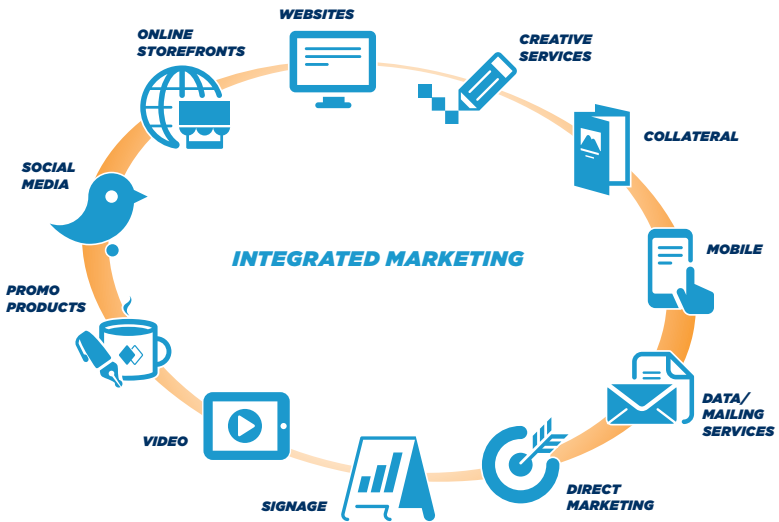 WEBSITES
ONLINE
STOREFRONTS
CREATIVE
SERVICES
COLLATERAL
SOCIAL
MEDIA
INTEGRATED MARKETING
MOBILE
PROMO
PRODUCTS
DATA/
MAILING
SERVICES
VIDEO
DIRECT
MARKETING
SIGNAGE